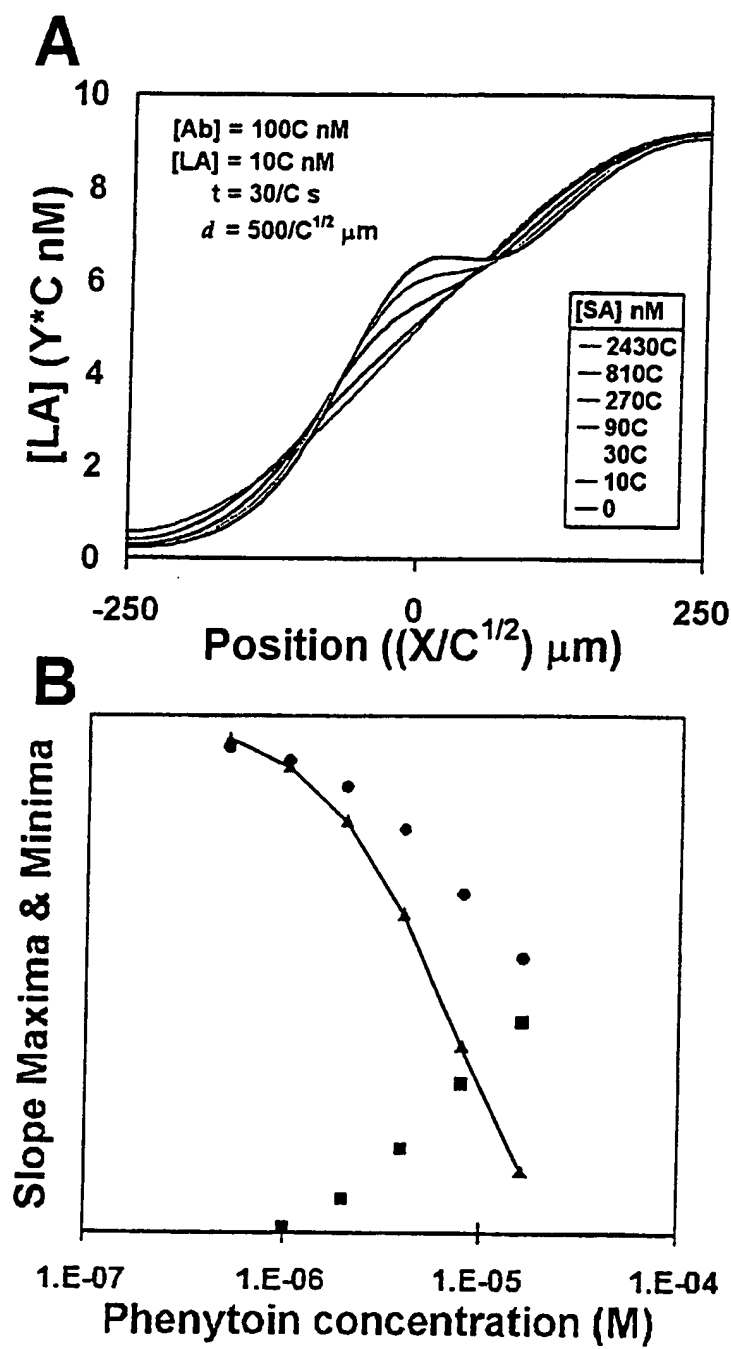 A
[LA] (Y*C nM)
10
8
6
4
2
0
[Ab] = 100C nM
[LA] = 10C nM
t = 30/C s
d = 500/C1/2 μm
[SA] nM
2430C
810C
270C
90C
30C
10C
0
-250
0
250
Position ((X/C1/2) μm)
B
Slope Maxima & Minima
1.E-07
1.E-06
1.E-05
1.E-04
Phenytoin concentration (M)